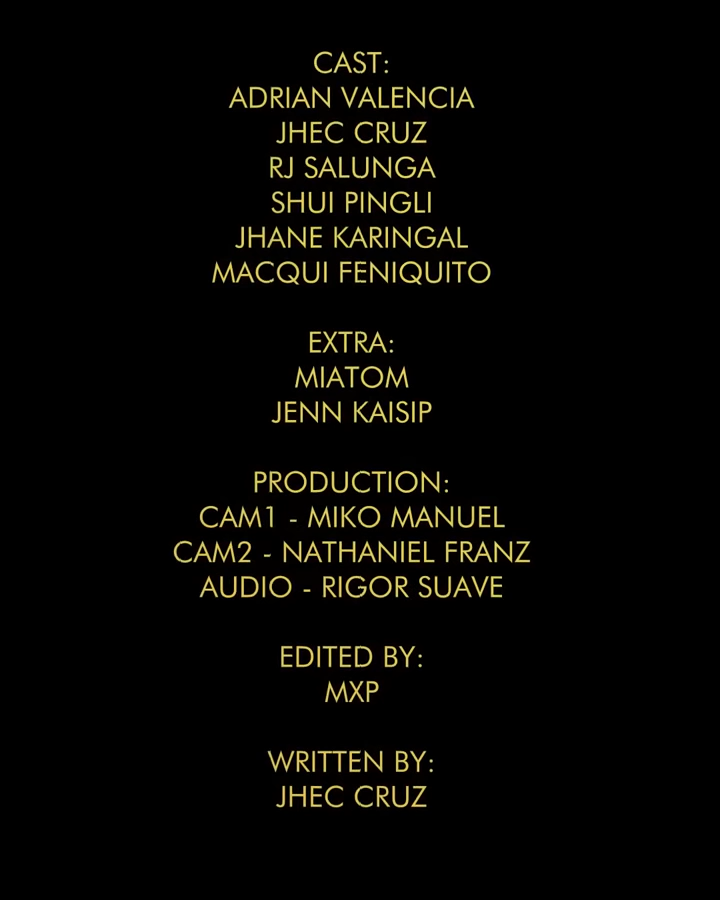 CAST:
ADRIAN VALENCIA
JHEC CRUZ
RJ SALUNGA
SHUI PINGLI
JHANE KARINGAL
MACQUI FENIQUITO
EXTRA:
MIATOM
JENN KAISIP
PRODUCTION:
CAM1 - MIKO MANUEL
CAM2 - NATHANIEL FRANZ
AUDIO - RIGOR SUAVE
EDITED BY:
MXP
WRITTEN BY:
JHEC CRUZ